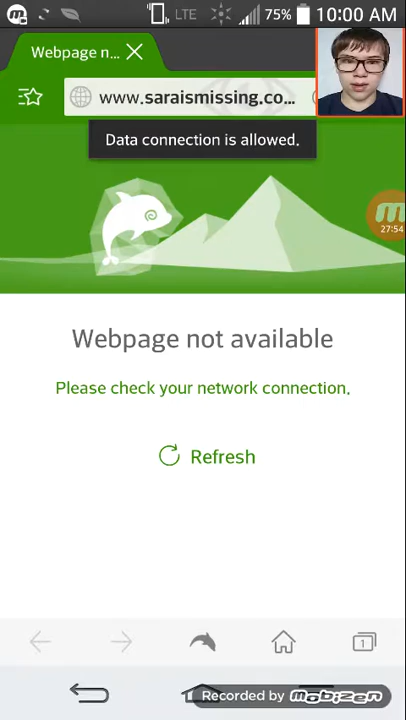 LTE 75% 10:00 AM
Webpage n...
www.saraismissing.co...
Data connection is allowed.
27:54
Webpage not available
Please check your network connection.
Refresh
1
Recorded by mobizen